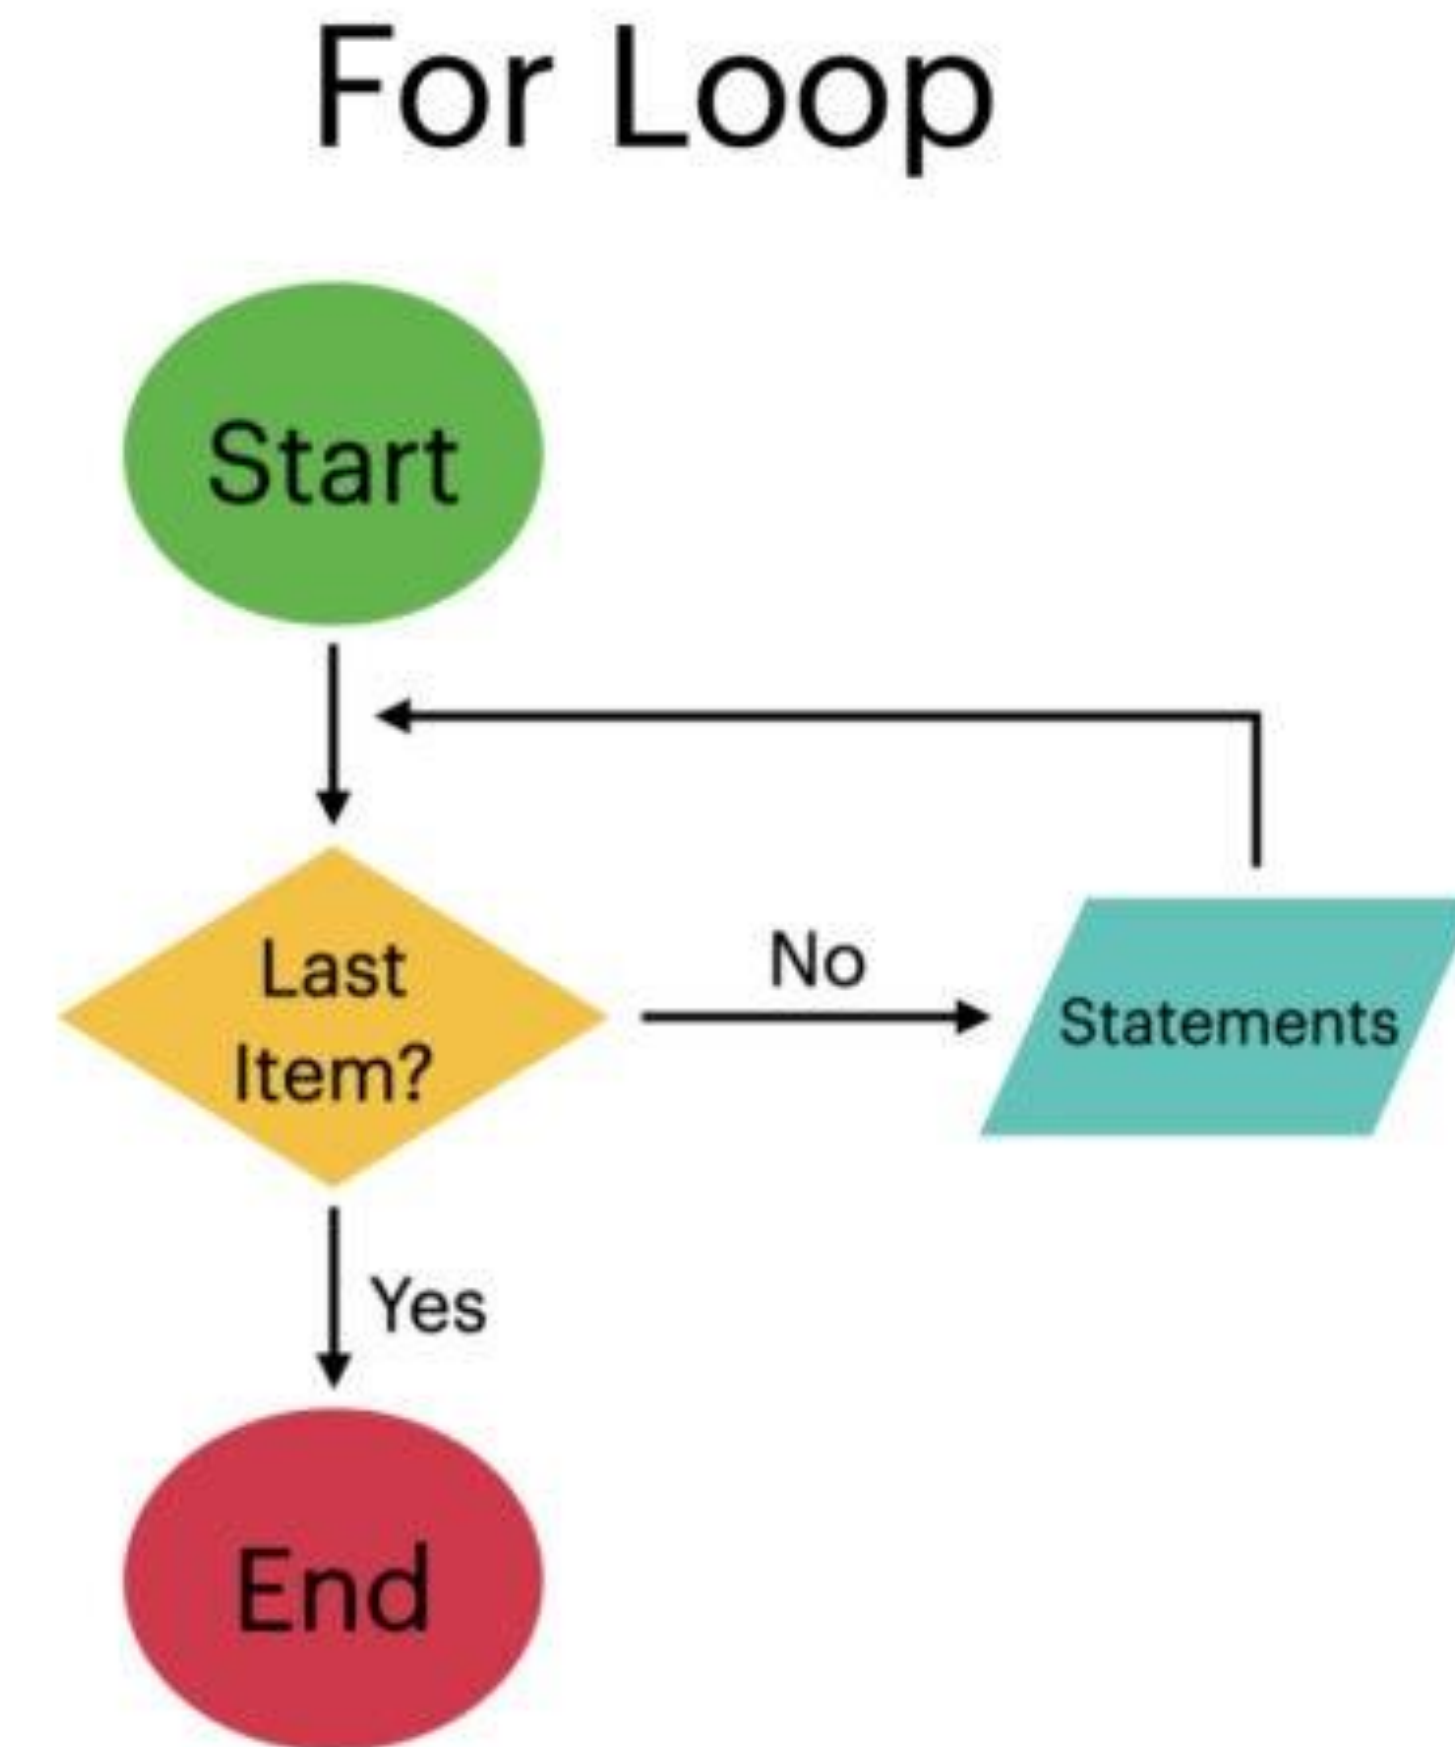 For Loop
Start
Last
Item?
No
Statements
Yes
End